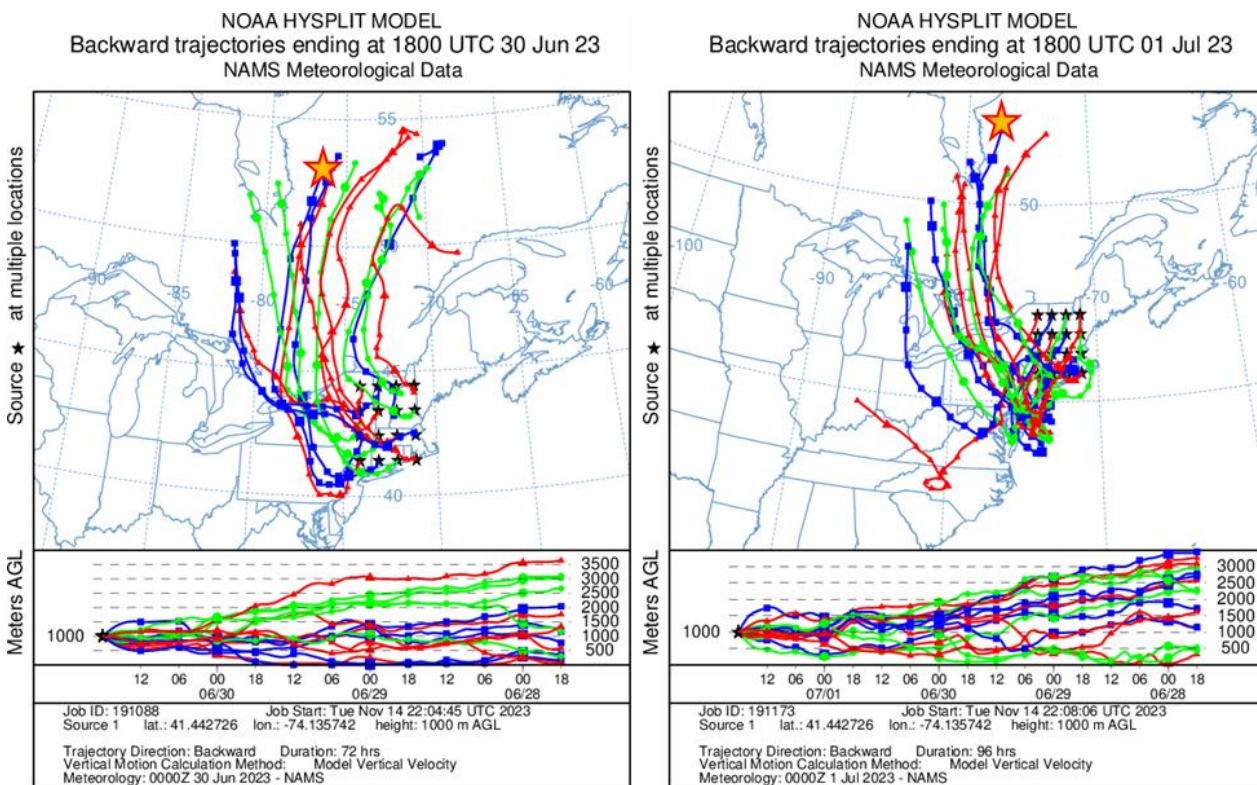 NOAA HYSPLIT MODEL
Backward trajectories ending at 1800 UTC 30 Jun 23
NAMS Meteorological Data
Source ★ at multiple locations
55
-90
-85
-80
-70
-65
-60
40
Meters AGL
1000
3500
3000
2500
2000
1500
1000
500
12 06 00 18 12 06 00 18 12 06 00 18
06/30 06/29 06/28
Job ID: 191088 Job Start: Tue Nov 14 22:04:45 UTC 2023
Source 1 lat.: 41.442726 lon.: -74.135742 height: 1000 m AGL
Trajectory Direction: Backward Duration: 72 hrs
Vertical Motion Calculation Method: Model Vertical Velocity
Meteorology: 0000Z 30 Jun 2023 - NAMS
NOAA HYSPLIT MODEL
Backward trajectories ending at 1800 UTC 01 Jul 23
NAMS Meteorological Data
Source ★ at multiple locations
50
-100
-90
-70
-60
Meters AGL
1000
3000
2500
2000
1500
1000
500
12 06 00 18 12 06 00 18 12 06 00 18 12 06 00 18
07/01 06/30 06/29 06/28
Job ID: 191173 Job Start: Tue Nov 14 22:08:06 UTC 2023
Source 1 lat.: 41.442726 lon.: -74.135742 height: 1000 m AGL
Trajectory Direction: Backward Duration: 96 hrs
Vertical Motion Calculation Method: Model Vertical Velocity
Meteorology: 0000Z 1 Jul 2023 - NAMS